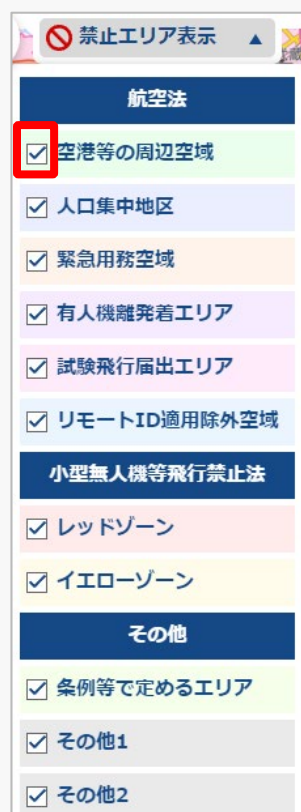 禁止エリア表示 ▲
航空法
空港等の周辺空域
人口集中地区
緊急用務空域
有人機離発着エリア
試験飛行届出エリア
リモートID適用除外空域
小型無人機等飛行禁止法
レッドゾーン
イエローゾーン
その他
条例等で定めるエリア
その他1
その他2